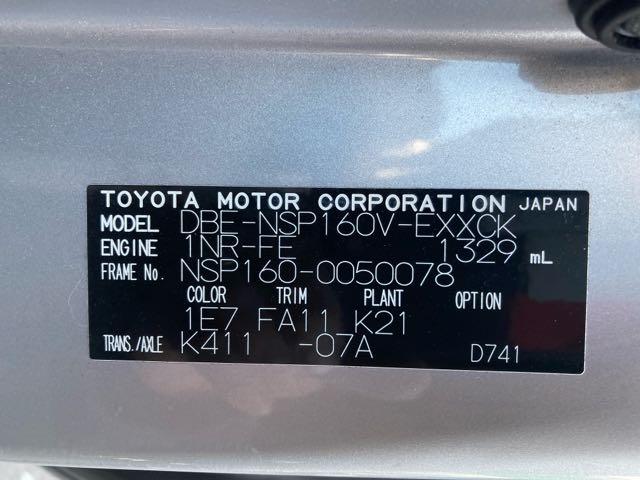 TOYOTA MOTOR CORPORATION JAPAN
MODEL DBE-NSP160V-EXXCK
ENGINE 1NR-FE 1329 mL
FRAME No. NSP160-0050078
COLOR TRIM PLANT OPTION
1E7 FA11 K21
TRANS./AXLE K411 -07A D741